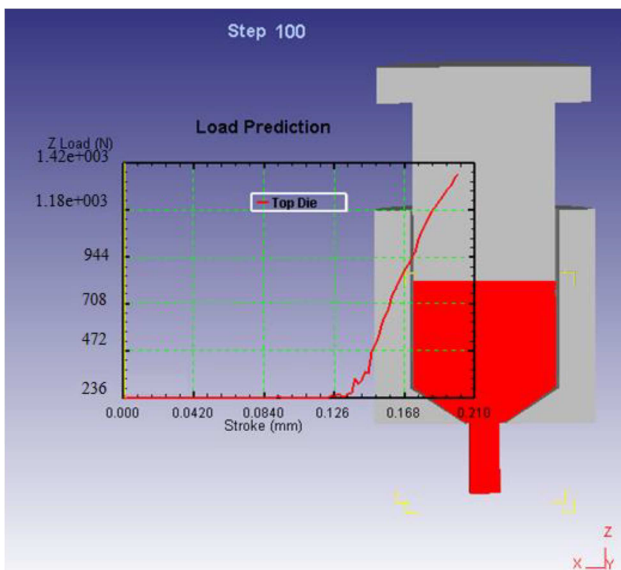 Step 100
Load Prediction
Z Load (N)
1.42e+003
1.18e+003
Top Die
944
708
472
236
0.000 0.0420 0.0840 0.126 0.168 0.210
Stroke (mm)
Z
X Y